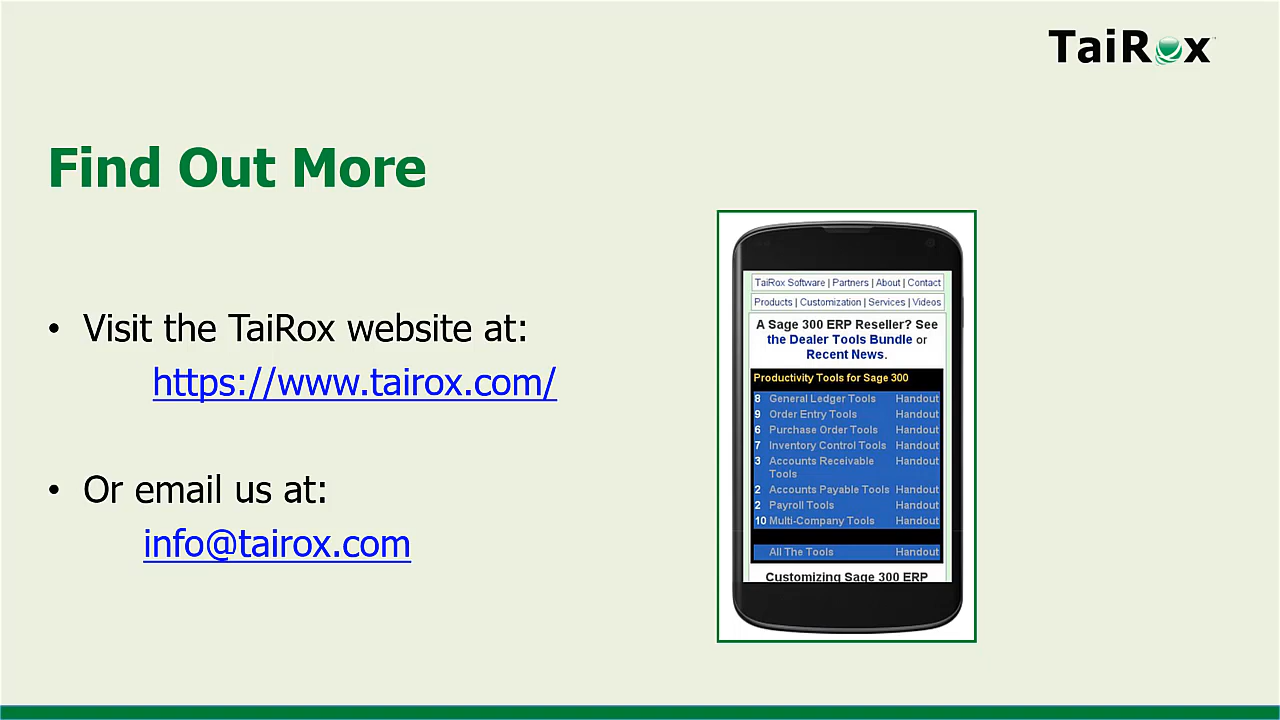 TaiRox
Find Out More
• Visit the TaiRox website at:
https://www.tairox.com/
• Or email us at:
info@tairox.com
TaiRox Software | Partners | About | Contact
Products | Customization | Services | Videos
A Sage 300 ERP Reseller? See
the Dealer Tools Bundle or
Recent News.
Productivity Tools for Sage 300
8 General Ledger Tools Handout
9 Order Entry Tools Handout
6 Purchase Order Tools Handout
7 Inventory Control Tools Handout
3 Accounts Receivable Handout
Tools
2 Accounts Payable Tools Handout
2 Payroll Tools Handout
10 Multi-Company Tools Handout
All The Tools Handout
Customizing Sage 300 ERP